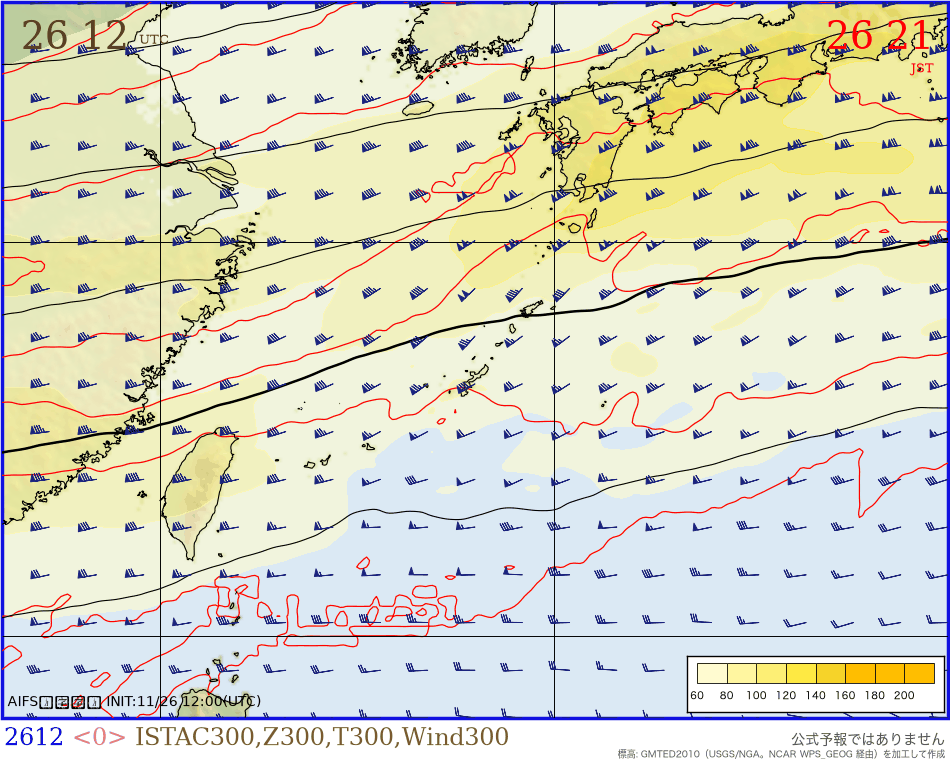 26 12 UTC
26 21
JST
60 80 100 120 140 160 180 200
AIFS INIT:11/26 12:00(UTC)
2612 <0> ISTAC300,Z300,T300,Wind300
公式予報ではありません
標高: GMTED2010（USGS/NGA。NCAR WPS_GEOG 経由）を加工して作成